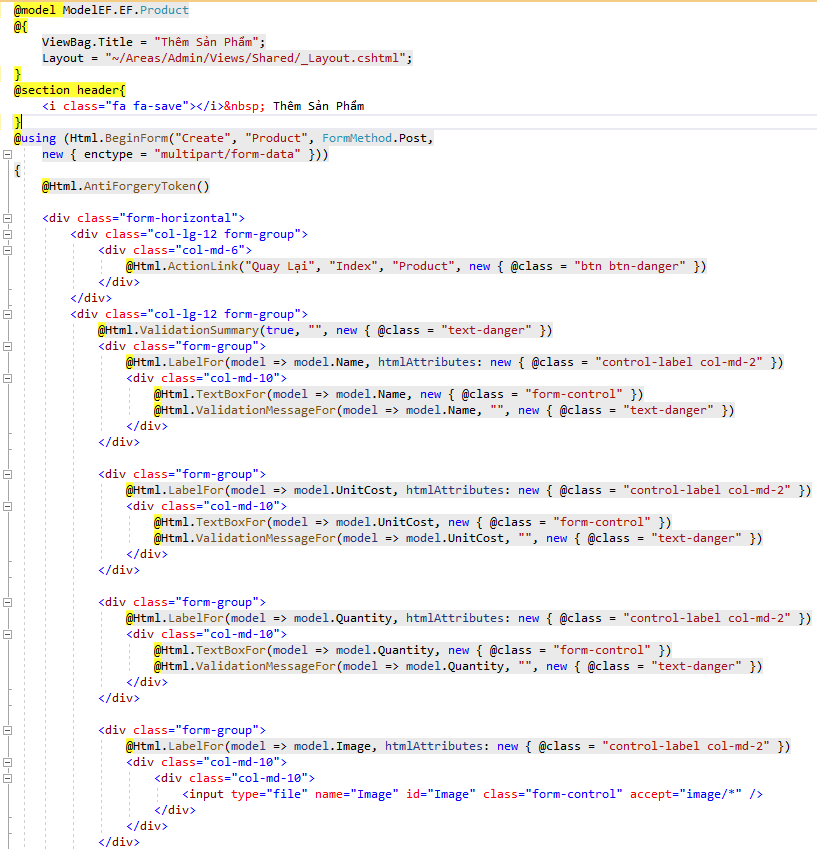 @model ModelEF.EF.Product
@{
    ViewBag.Title = "Thêm Sản Phẩm";
    Layout = "~/Areas/Admin/Views/Shared/_Layout.cshtml";
}
@section header{
    <i class="fa fa-save"></i>&nbsp; Thêm Sản Phẩm
}
@using (Html.BeginForm("Create", "Product", FormMethod.Post,
    new { enctype = "multipart/form-data" }))
{
    @Html.AntiForgeryToken()

    <div class="form-horizontal">
        <div class="col-lg-12 form-group">
            <div class="col-md-6">
                @Html.ActionLink("Quay Lại", "Index", "Product", new { @class = "btn btn-danger" })
            </div>
        </div>
        <div class="col-lg-12 form-group">
            @Html.ValidationSummary(true, "", new { @class = "text-danger" })
            <div class="form-group">
                @Html.LabelFor(model => model.Name, htmlAttributes: new { @class = "control-label col-md-2" })
                <div class="col-md-10">
                    @Html.TextBoxFor(model => model.Name, new { @class = "form-control" })
                    @Html.ValidationMessageFor(model => model.Name, "", new { @class = "text-danger" })
                </div>
            </div>

            <div class="form-group">
                @Html.LabelFor(model => model.UnitCost, htmlAttributes: new { @class = "control-label col-md-2" })
                <div class="col-md-10">
                    @Html.TextBoxFor(model => model.UnitCost, new { @class = "form-control" })
                    @Html.ValidationMessageFor(model => model.UnitCost, "", new { @class = "text-danger" })
                </div>
            </div>

            <div class="form-group">
                @Html.LabelFor(model => model.Quantity, htmlAttributes: new { @class = "control-label col-md-2" })
                <div class="col-md-10">
                    @Html.TextBoxFor(model => model.Quantity, new { @class = "form-control" })
                    @Html.ValidationMessageFor(model => model.Quantity, "", new { @class = "text-danger" })
                </div>
            </div>

            <div class="form-group">
                @Html.LabelFor(model => model.Image, htmlAttributes: new { @class = "control-label col-md-2" })
                <div class="col-md-10">
                    <div class="col-md-10">
                        <input type="file" name="Image" id="Image" class="form-control" accept="image/*" />
                    </div>
                </div>
            </div>